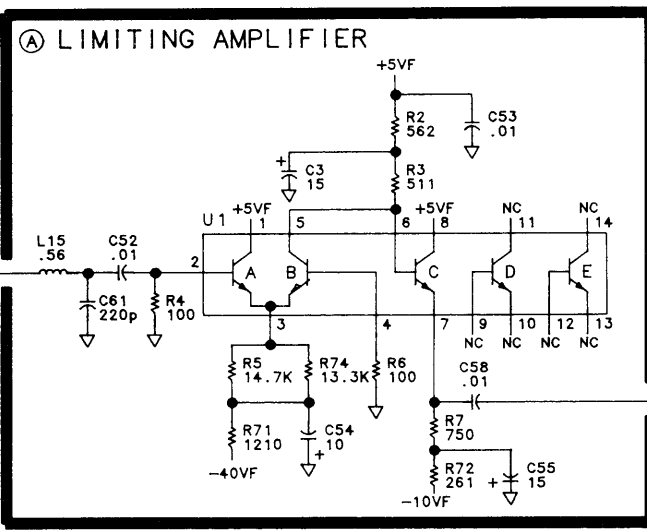 A LIMITING AMPLIFIER
+5VF
R2
562
C53
.01
+
C3
15
R3
511
U1
+5VF
1
5
6
+5VF
8
NC
11
NC
14
L15
.56
C52
.01
2
A
B
C
D
E
C61
220p
R4
100
3
4
7
9
10
12
13
NC
NC
NC
NC
R5
14.7K
R74
13.3K
R6
100
C58
.01
R71
1210
C54
10
+
R7
750
-40VF
R72
261
+
C55
15
-10VF